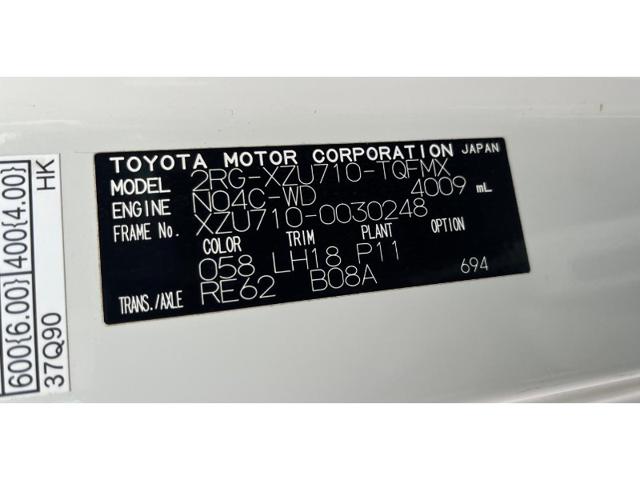 TOYOTA MOTOR CORPORATION JAPAN
MODEL 2RG-XZU710-TQFMX
ENGINE N04C-WD 4009 mL
FRAME No. XZU710-0030248
COLOR TRIM PLANT OPTION
058 LH18 P11
TRANS./AXLE RE62 B08A 694
600{6.00} 400{4.00}
37Q90 HK